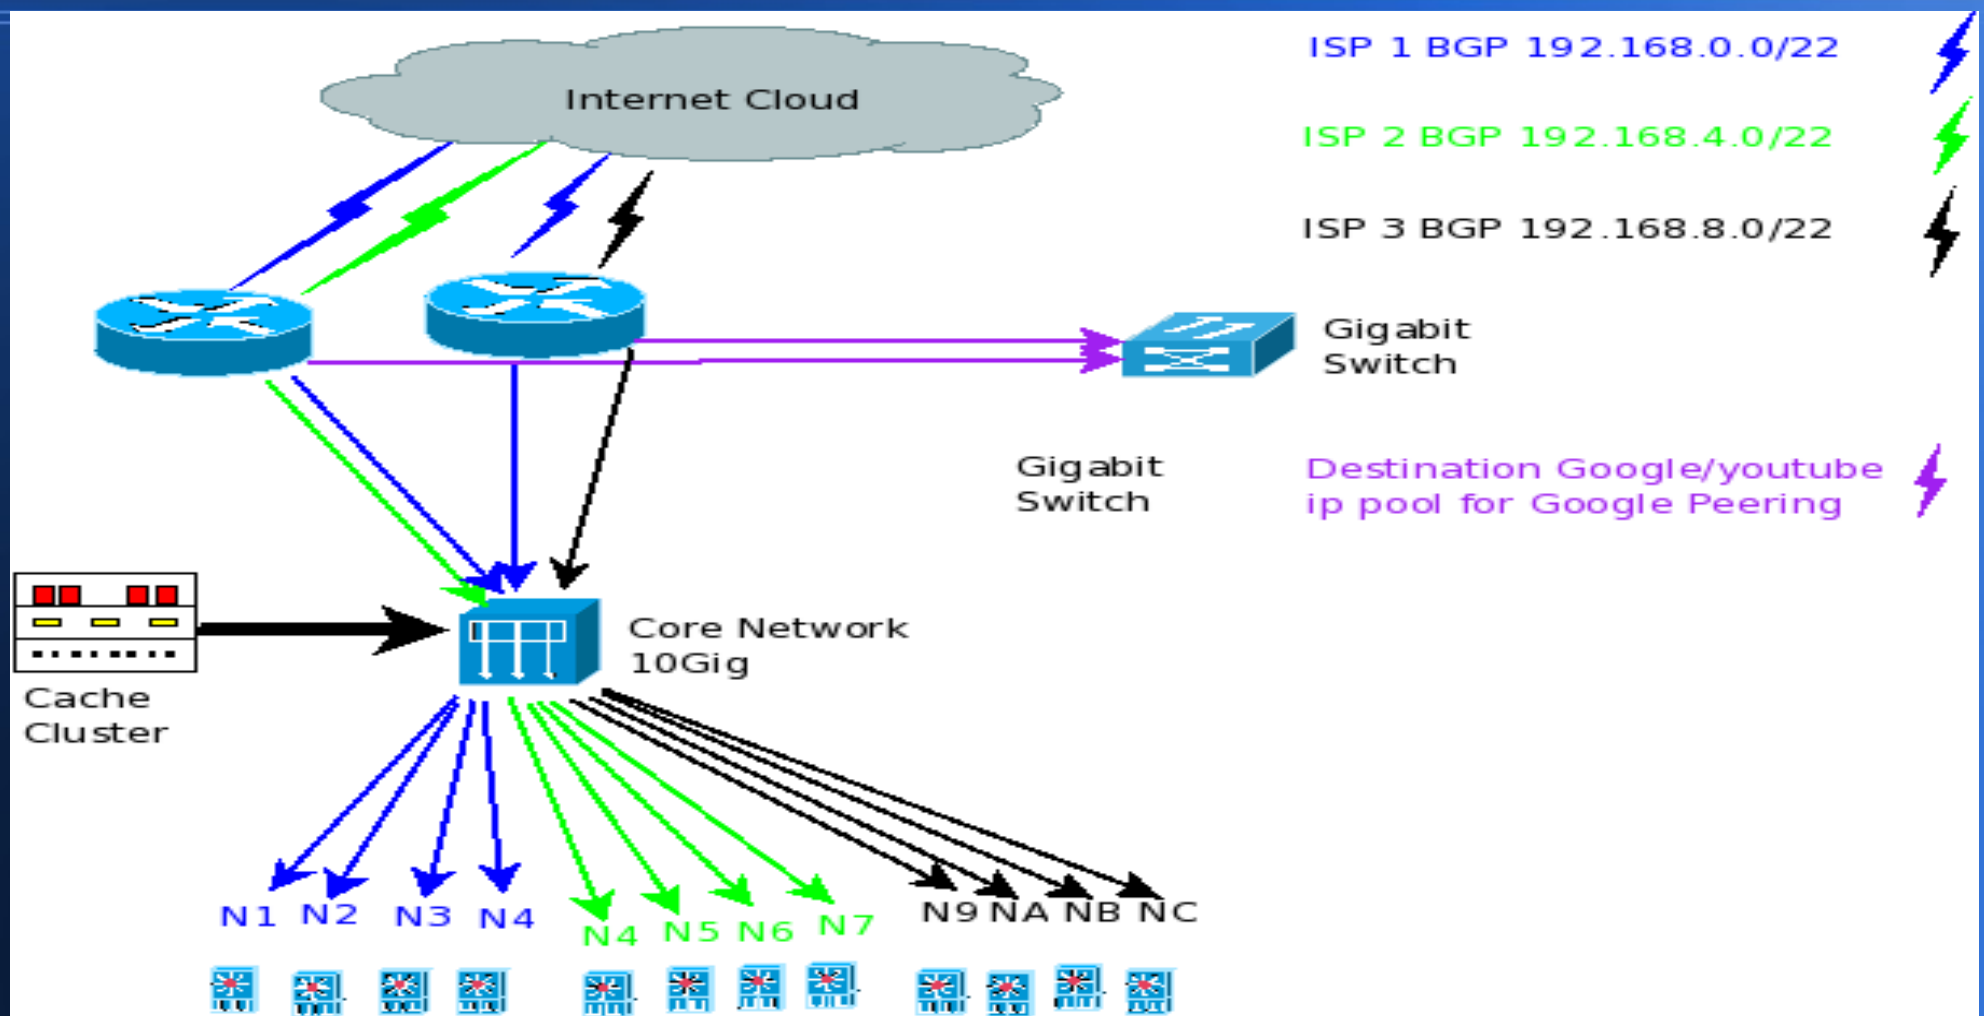 Internet Cloud
ISP 1 BGP 192.168.0.0/22
ISP 2 BGP 192.168.4.0/22
ISP 3 BGP 192.168.8.0/22
Gigabit
Switch
Gigabit
Switch
Destination Google/youtube
ip pool for Google Peering
Core Network
10Gig
Cache
Cluster
N1 N2 N3 N4 N4 N5 N6 N7 N9 NA NB NC